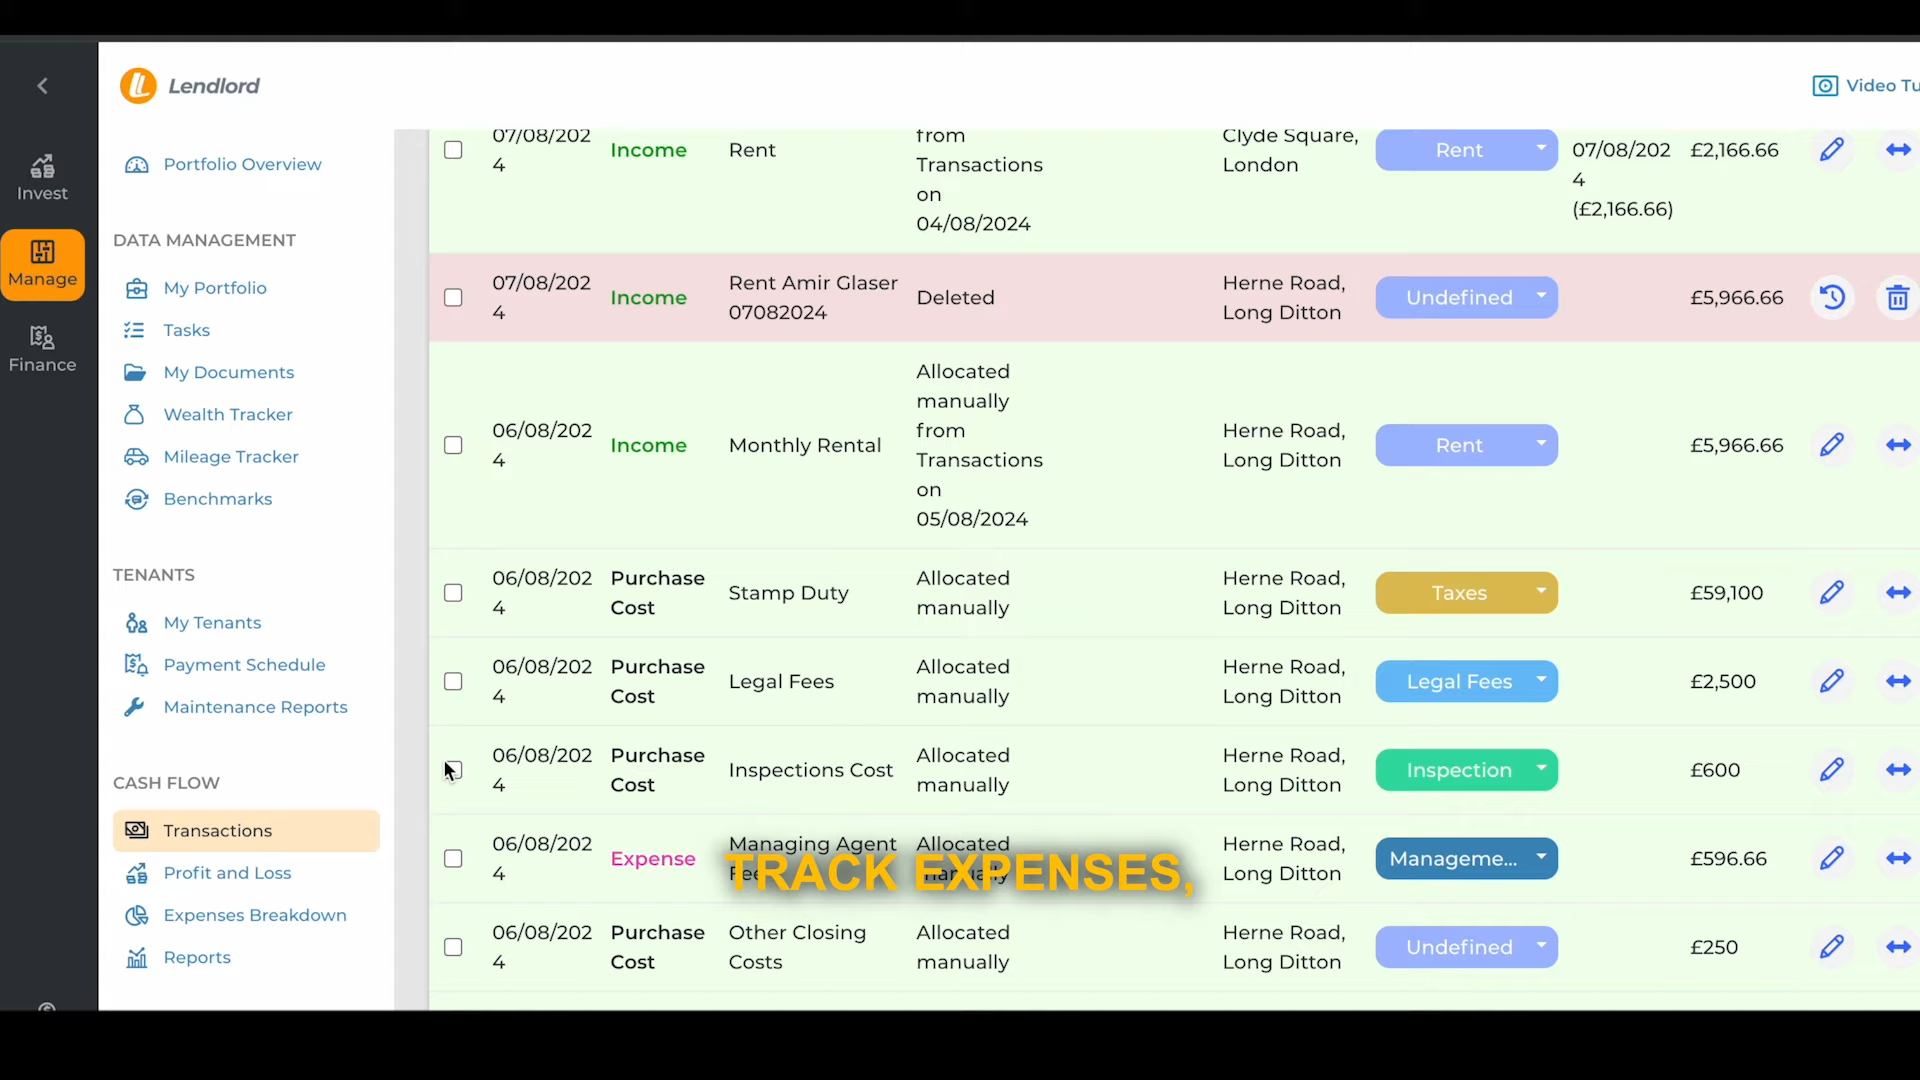 Lendlord
Video Tu
Invest
Manage
Finance
Portfolio Overview
DATA MANAGEMENT
My Portfolio
Tasks
My Documents
Wealth Tracker
Mileage Tracker
Benchmarks
TENANTS
My Tenants
Payment Schedule
Maintenance Reports
CASH FLOW
Transactions
Profit and Loss
Expenses Breakdown
Reports
07/08/202
4
Income
Rent
from
Transactions
on
04/08/2024
Clyde Square,
London
Rent
07/08/202
4
(£2,166.66)
£2,166.66
07/08/202
4
Income
Rent Amir Glaser
07082024
Deleted
Herne Road,
Long Ditton
Undefined
£5,966.66
06/08/202
4
Income
Monthly Rental
Allocated
manually
from
Transactions
on
05/08/2024
Herne Road,
Long Ditton
Rent
£5,966.66
06/08/202
4
Purchase
Cost
Stamp Duty
Allocated
manually
Herne Road,
Long Ditton
Taxes
£59,100
06/08/202
4
Purchase
Cost
Legal Fees
Allocated
manually
Herne Road,
Long Ditton
Legal Fees
£2,500
06/08/202
4
Purchase
Cost
Inspections Cost
Allocated
manually
Herne Road,
Long Ditton
Inspection
£600
06/08/202
4
Expense
Managing Agent
Allocated
manually
Herne Road,
Long Ditton
Manageme...
£596.66
TRACK EXPENSES,
06/08/202
4
Purchase
Cost
Other Closing
Costs
Allocated
manually
Herne Road,
Long Ditton
Undefined
£250